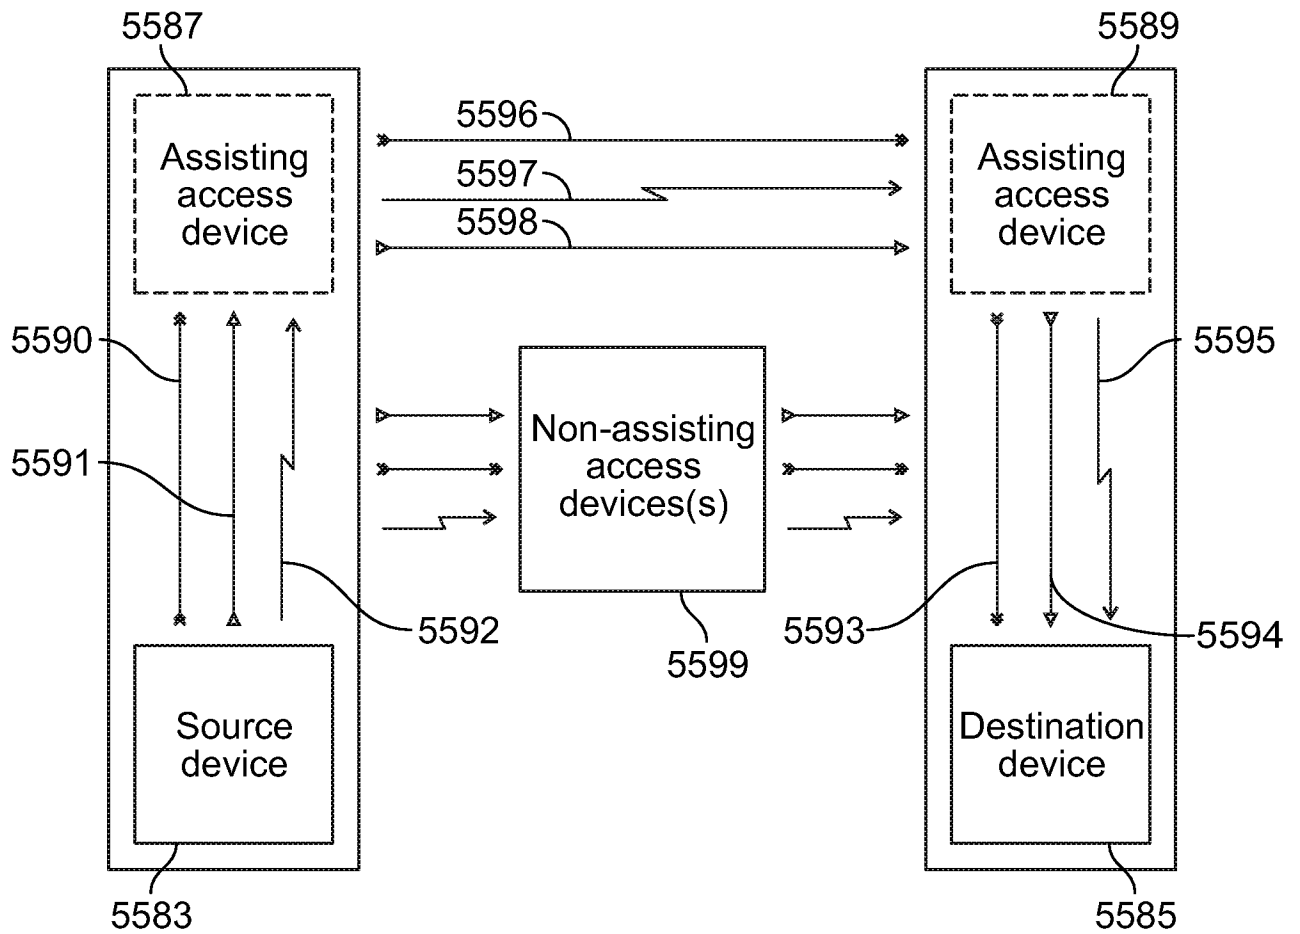 5587
5589
Assisting
access
device
5596
5597
5598
Assisting
access
device
5590
5591
5592
Non-assisting
access
devices(s)
5599
5595
5593
5594
Source
device
Destination
device
5583
5585